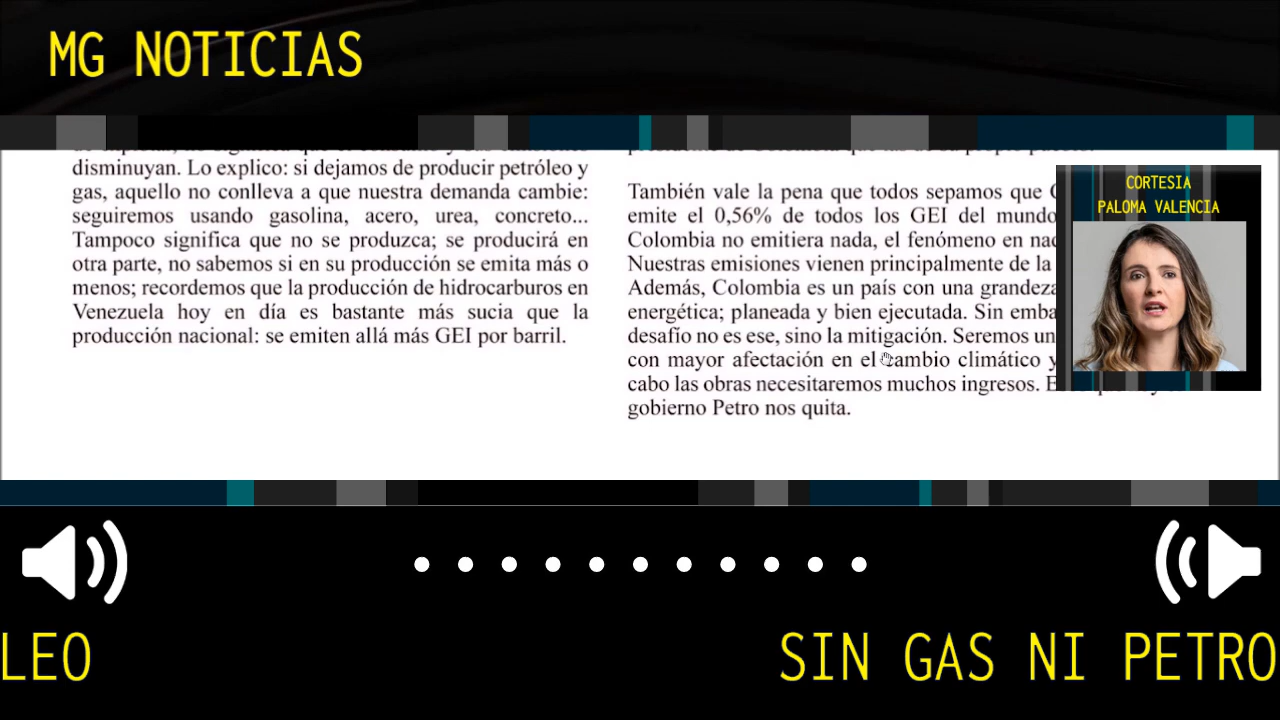 MG NOTICIAS
disminuyan. Lo explico: si dejamos de producir petróleo y
gas, aquello no conlleva a que nuestra demanda cambie:
seguiremos usando gasolina, acero, urea, concreto...
Tampoco significa que no se produzca; se producirá en
otra parte, no sabemos si en su producción se emita más o
menos; recordemos que la producción de hidrocarburos en
Venezuela hoy en día es bastante más sucia que la
producción nacional: se emiten allá más GEI por barril.
También vale la pena que todos sepamos que
emite el 0,56% de todos los GEI del mundo
Colombia no emitiera nada, el fenómeno en
Nuestras emisiones vienen principalmente de la
Además, Colombia es un país con una grandeza
energética; planeada y bien ejecutada. Sin
desafío no es ese, sino la mitigación. Seremos
con mayor afectación en el cambio climático y
cabo las obras necesitaremos muchos ingresos.
gobierno Petro nos quita.
CORTESIA
PALOMA VALENCIA
LEO
SIN GAS NI PETRO